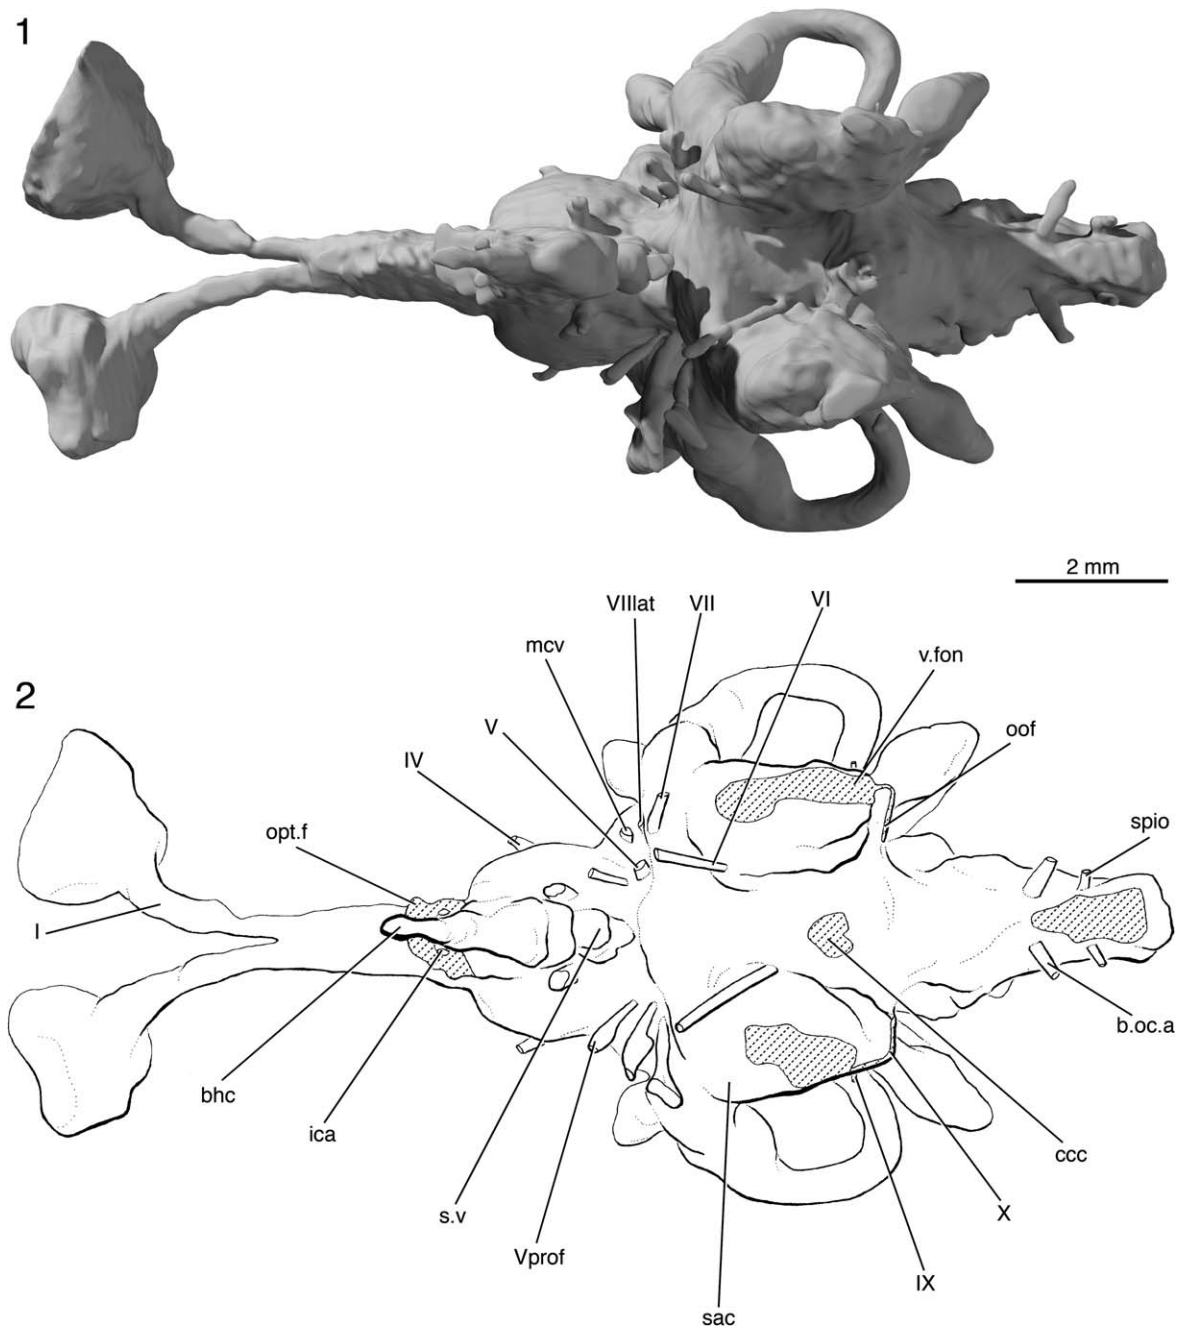 1
2 mm
VIIlat
VII
VI
mcv
v.fon
2
V
oof
IV
opt.f
spio
I
b.oc.a
bhc
ica
ccc
s.v
X
Vprof
IX
sac